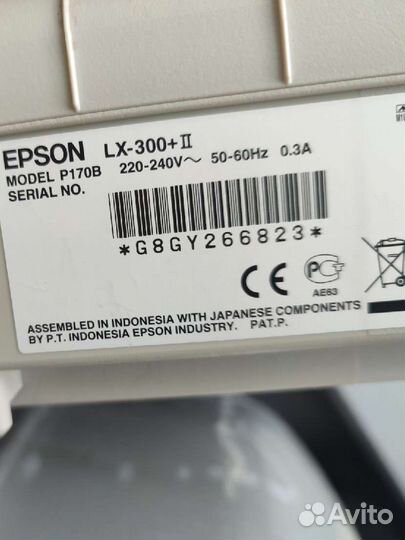 EPSON LX-300+II
MODEL P170B 220-240V~ 50-60Hz 0.3A
SERIAL NO.
*G8GY266823*
CE
AE63
ASSEMBLED IN INDONESIA WITH JAPANESE COMPONENTS
BY P.T. INDONESIA EPSON INDUSTRY. PAT.P.
Avito